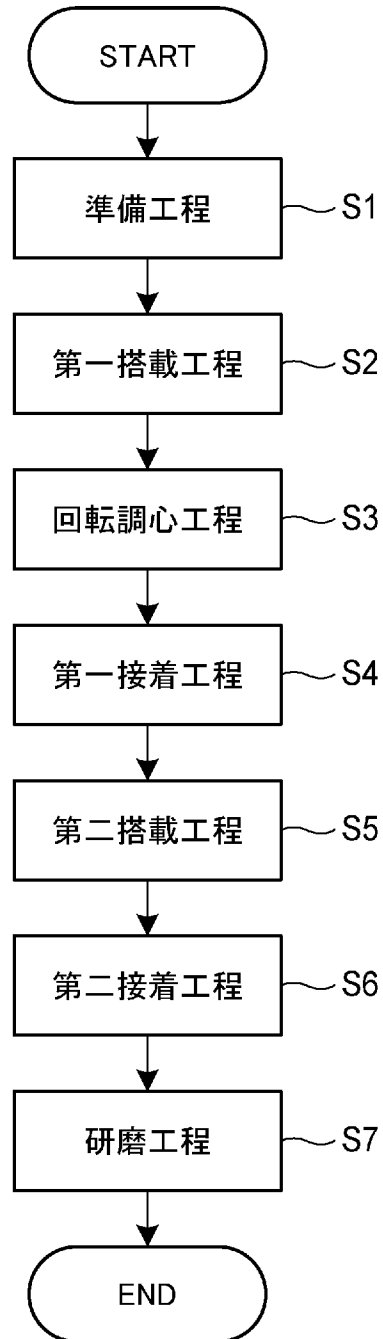 START
準備工程 S1
第一搭載工程 S2
回転調心工程 S3
第一接着工程 S4
第二搭載工程 S5
第二接着工程 S6
研磨工程 S7
END